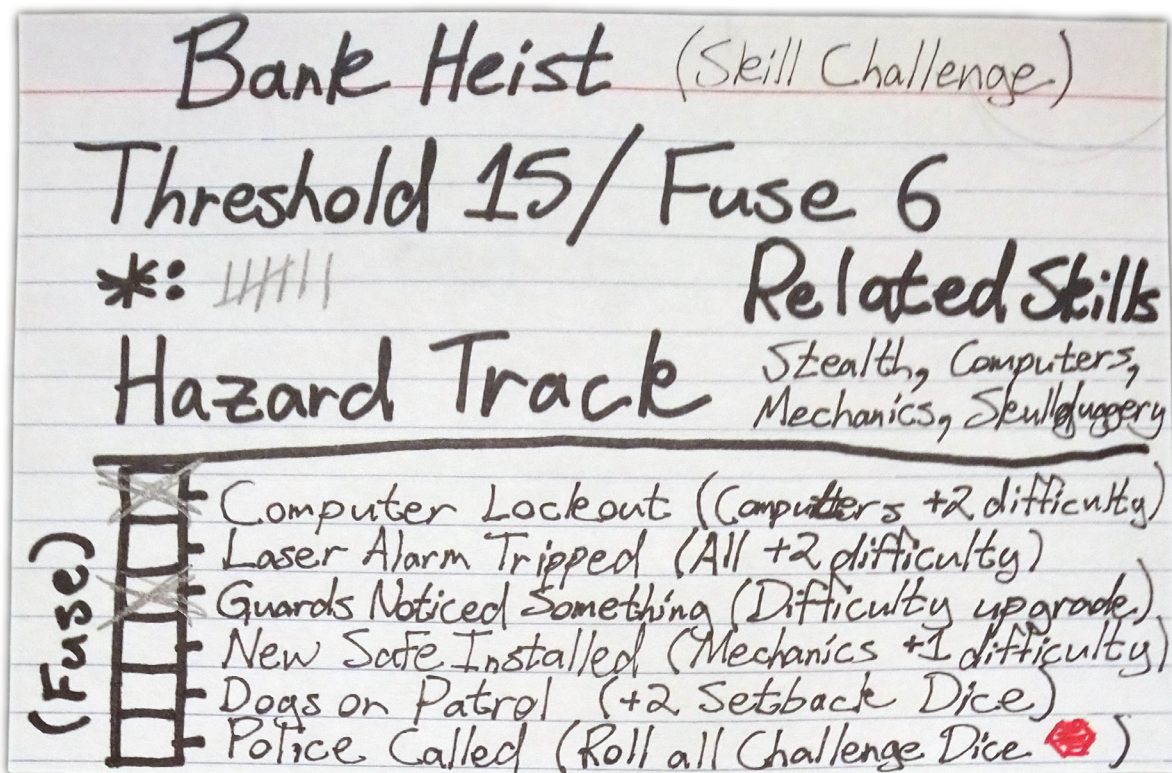 Bank Heist (Skill Challenge)
Threshold 15/ Fuse 6
*:
Related Skills
Stealth, Computers,
Mechanics, Skullduggery
Hazard Track
(Fuse)
Computer Lockout (Computers +2 difficulty)
Laser Alarm Tripped (All +2 difficulty)
Guards Noticed Something (Difficulty upgrade)
New Safe Installed (Mechanics +1 difficulty)
Dogs on Patrol (+2 Setback Dice)
Police Called (Roll all Challenge Dice )